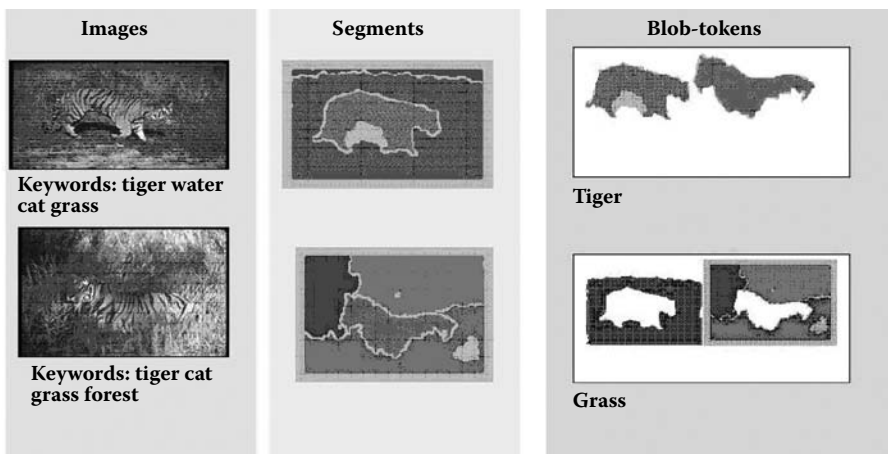 Images
Segments
Blob-tokens
Keywords: tiger water
cat grass
Tiger
Keywords: tiger cat
grass forest
Grass